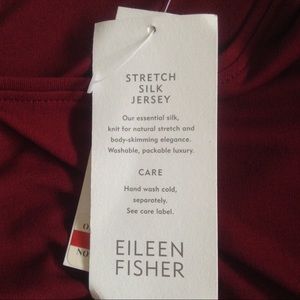 STRETCH
SILK
JERSEY
Our essential silk,
knit for natural stretch and
body-skimming elegance.
Washable, packable luxury.
CARE
Hand wash cold,
separately.
See care label.
EILEEN
FISHER